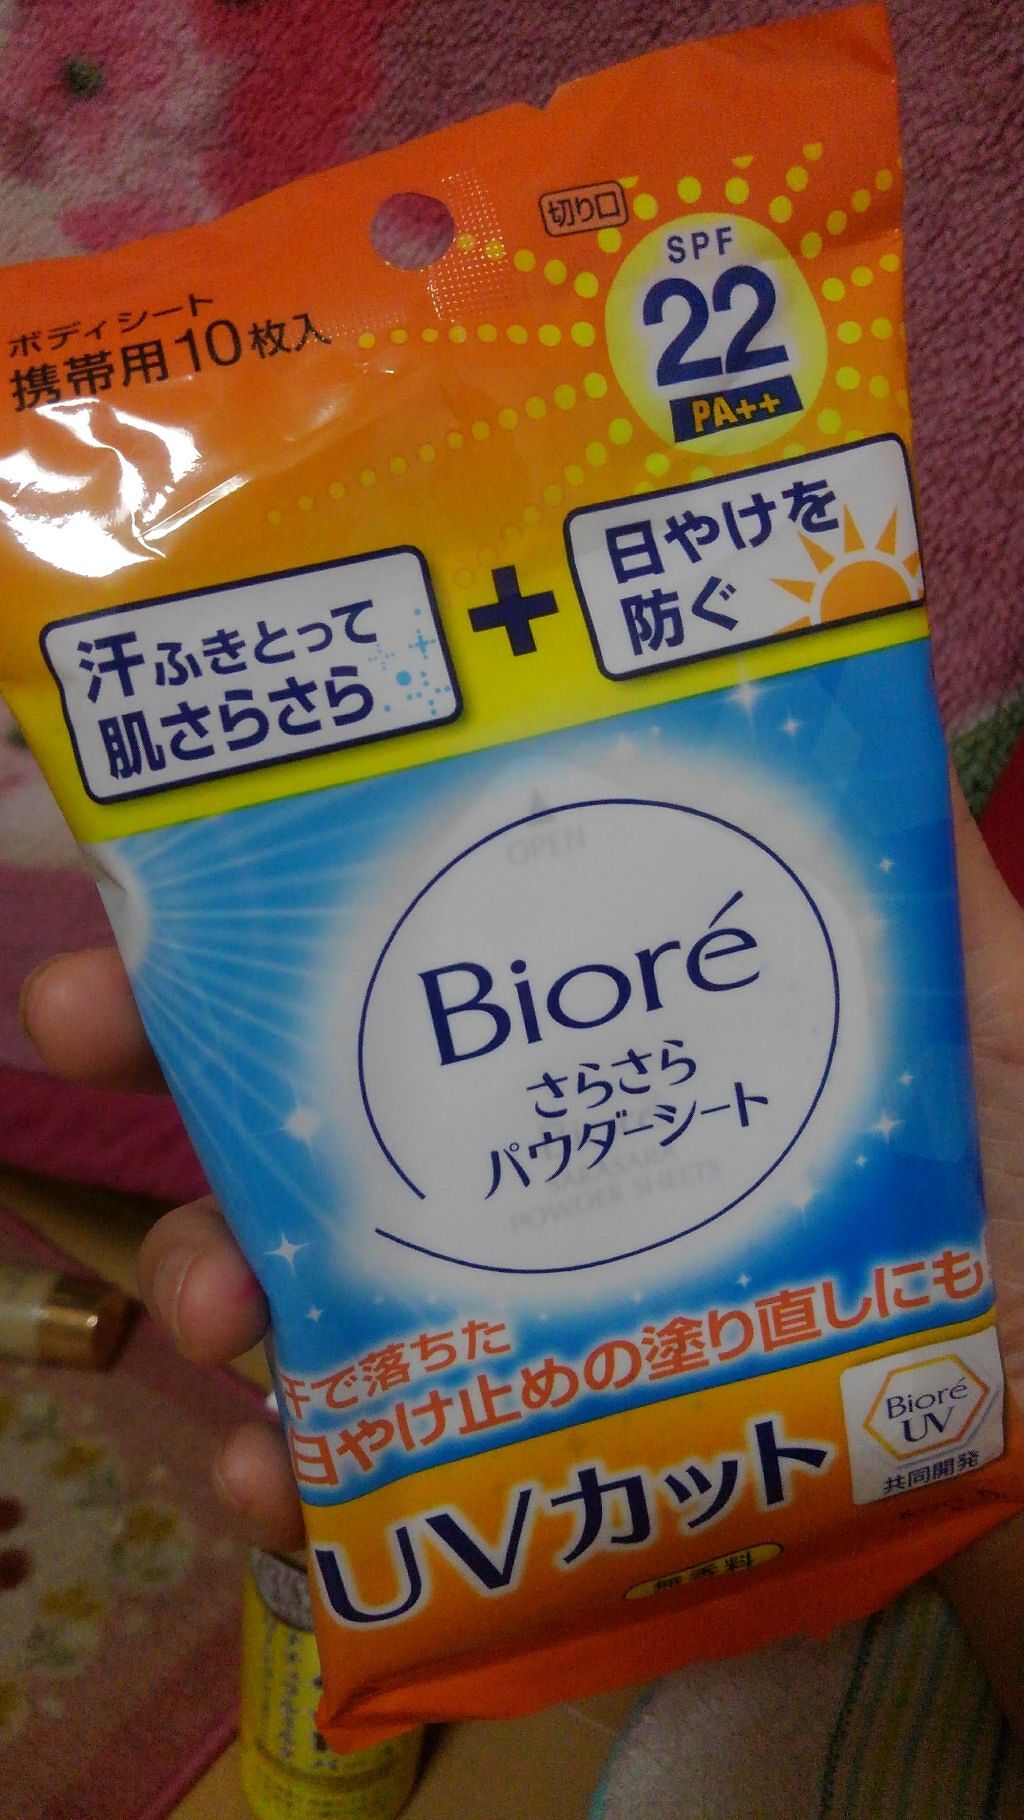 切り口
SPF
22
PA++
ボディシート
携帯用10枚入
汗ふきとって
肌さらさら
+
日やけを
防ぐ
OPEN
Bioré
さらさら
パウダーシート
SARASARA
POWDER SHEETS
汗で落ちた
日やけ止めの塗り直しにも
UVカット
Bioré
UV
共同開発
無香料